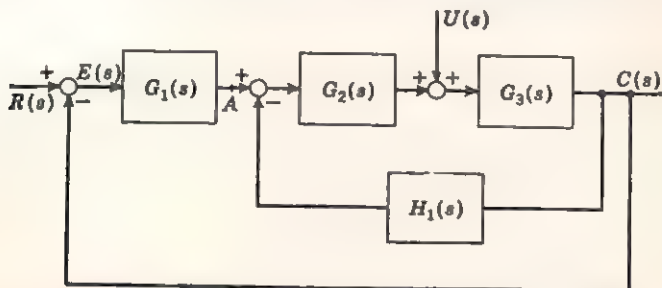 U(s)
+ E(s) + + +
G₁(s) G₂(s) G₃(s) C(s)
R(s) − A −
H₁(s)